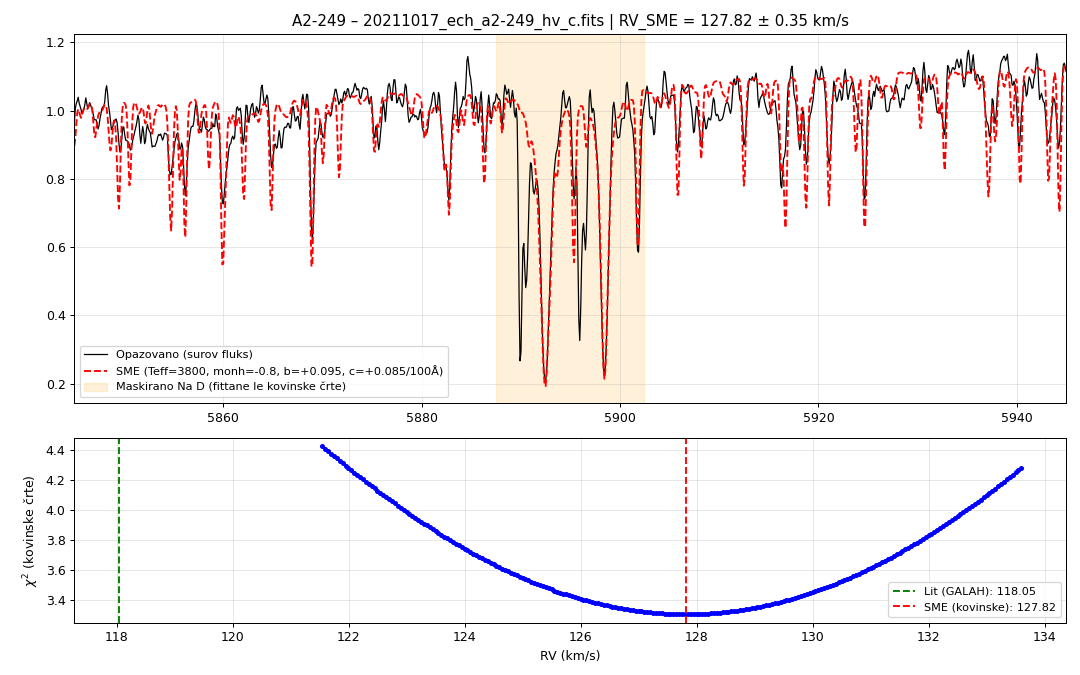 A2-249 – 20211017_ech_a2-249_hv_c.fits | RV_SME = 127.82 ± 0.35 km/s
1.2
1.0
0.8
0.6
0.4
0.2
Opazovano (surov fluks)
SME (Teff=3800, monh=-0.8, b=+0.095, c=+0.085/100Å)
Maskirano Na D (fittane le kovinske črte)
5860 5880 5900 5920 5940
4.4
4.2
4.0
3.8
3.6
3.4
χ² (kovinske črte)
Lit (GALAH): 118.05
SME (kovinske): 127.82
118 120 122 124 126 128 130 132 134
RV (km/s)